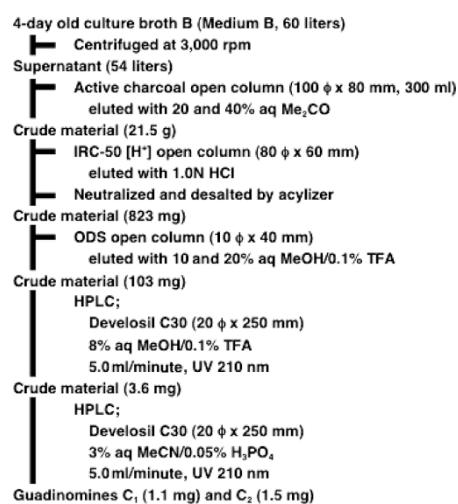 4-day old culture broth B (Medium B, 60 liters)
Centrifuged at 3,000 rpm
Supernatant (54 liters)
Active charcoal open column (100 ϕ x 80 mm, 300 ml)
eluted with 20 and 40% aq Me₂CO
Crude material (21.5 g)
IRC-50 [H⁺] open column (80 ϕ x 60 mm)
eluted with 1.0N HCl
Neutralized and desalted by acylizer
Crude material (823 mg)
ODS open column (10 ϕ x 40 mm)
eluted with 10 and 20% aq MeOH/0.1% TFA
Crude material (103 mg)
HPLC;
Develosil C30 (20 ϕ x 250 mm)
8% aq MeOH/0.1% TFA
5.0 ml/minute, UV 210 nm
Crude material (3.6 mg)
HPLC;
Develosil C30 (20 ϕ x 250 mm)
3% aq MeCN/0.05% H₃PO₄
5.0 ml/minute, UV 210 nm
Guadinomines C₁ (1.1 mg) and C₂ (1.5 mg)